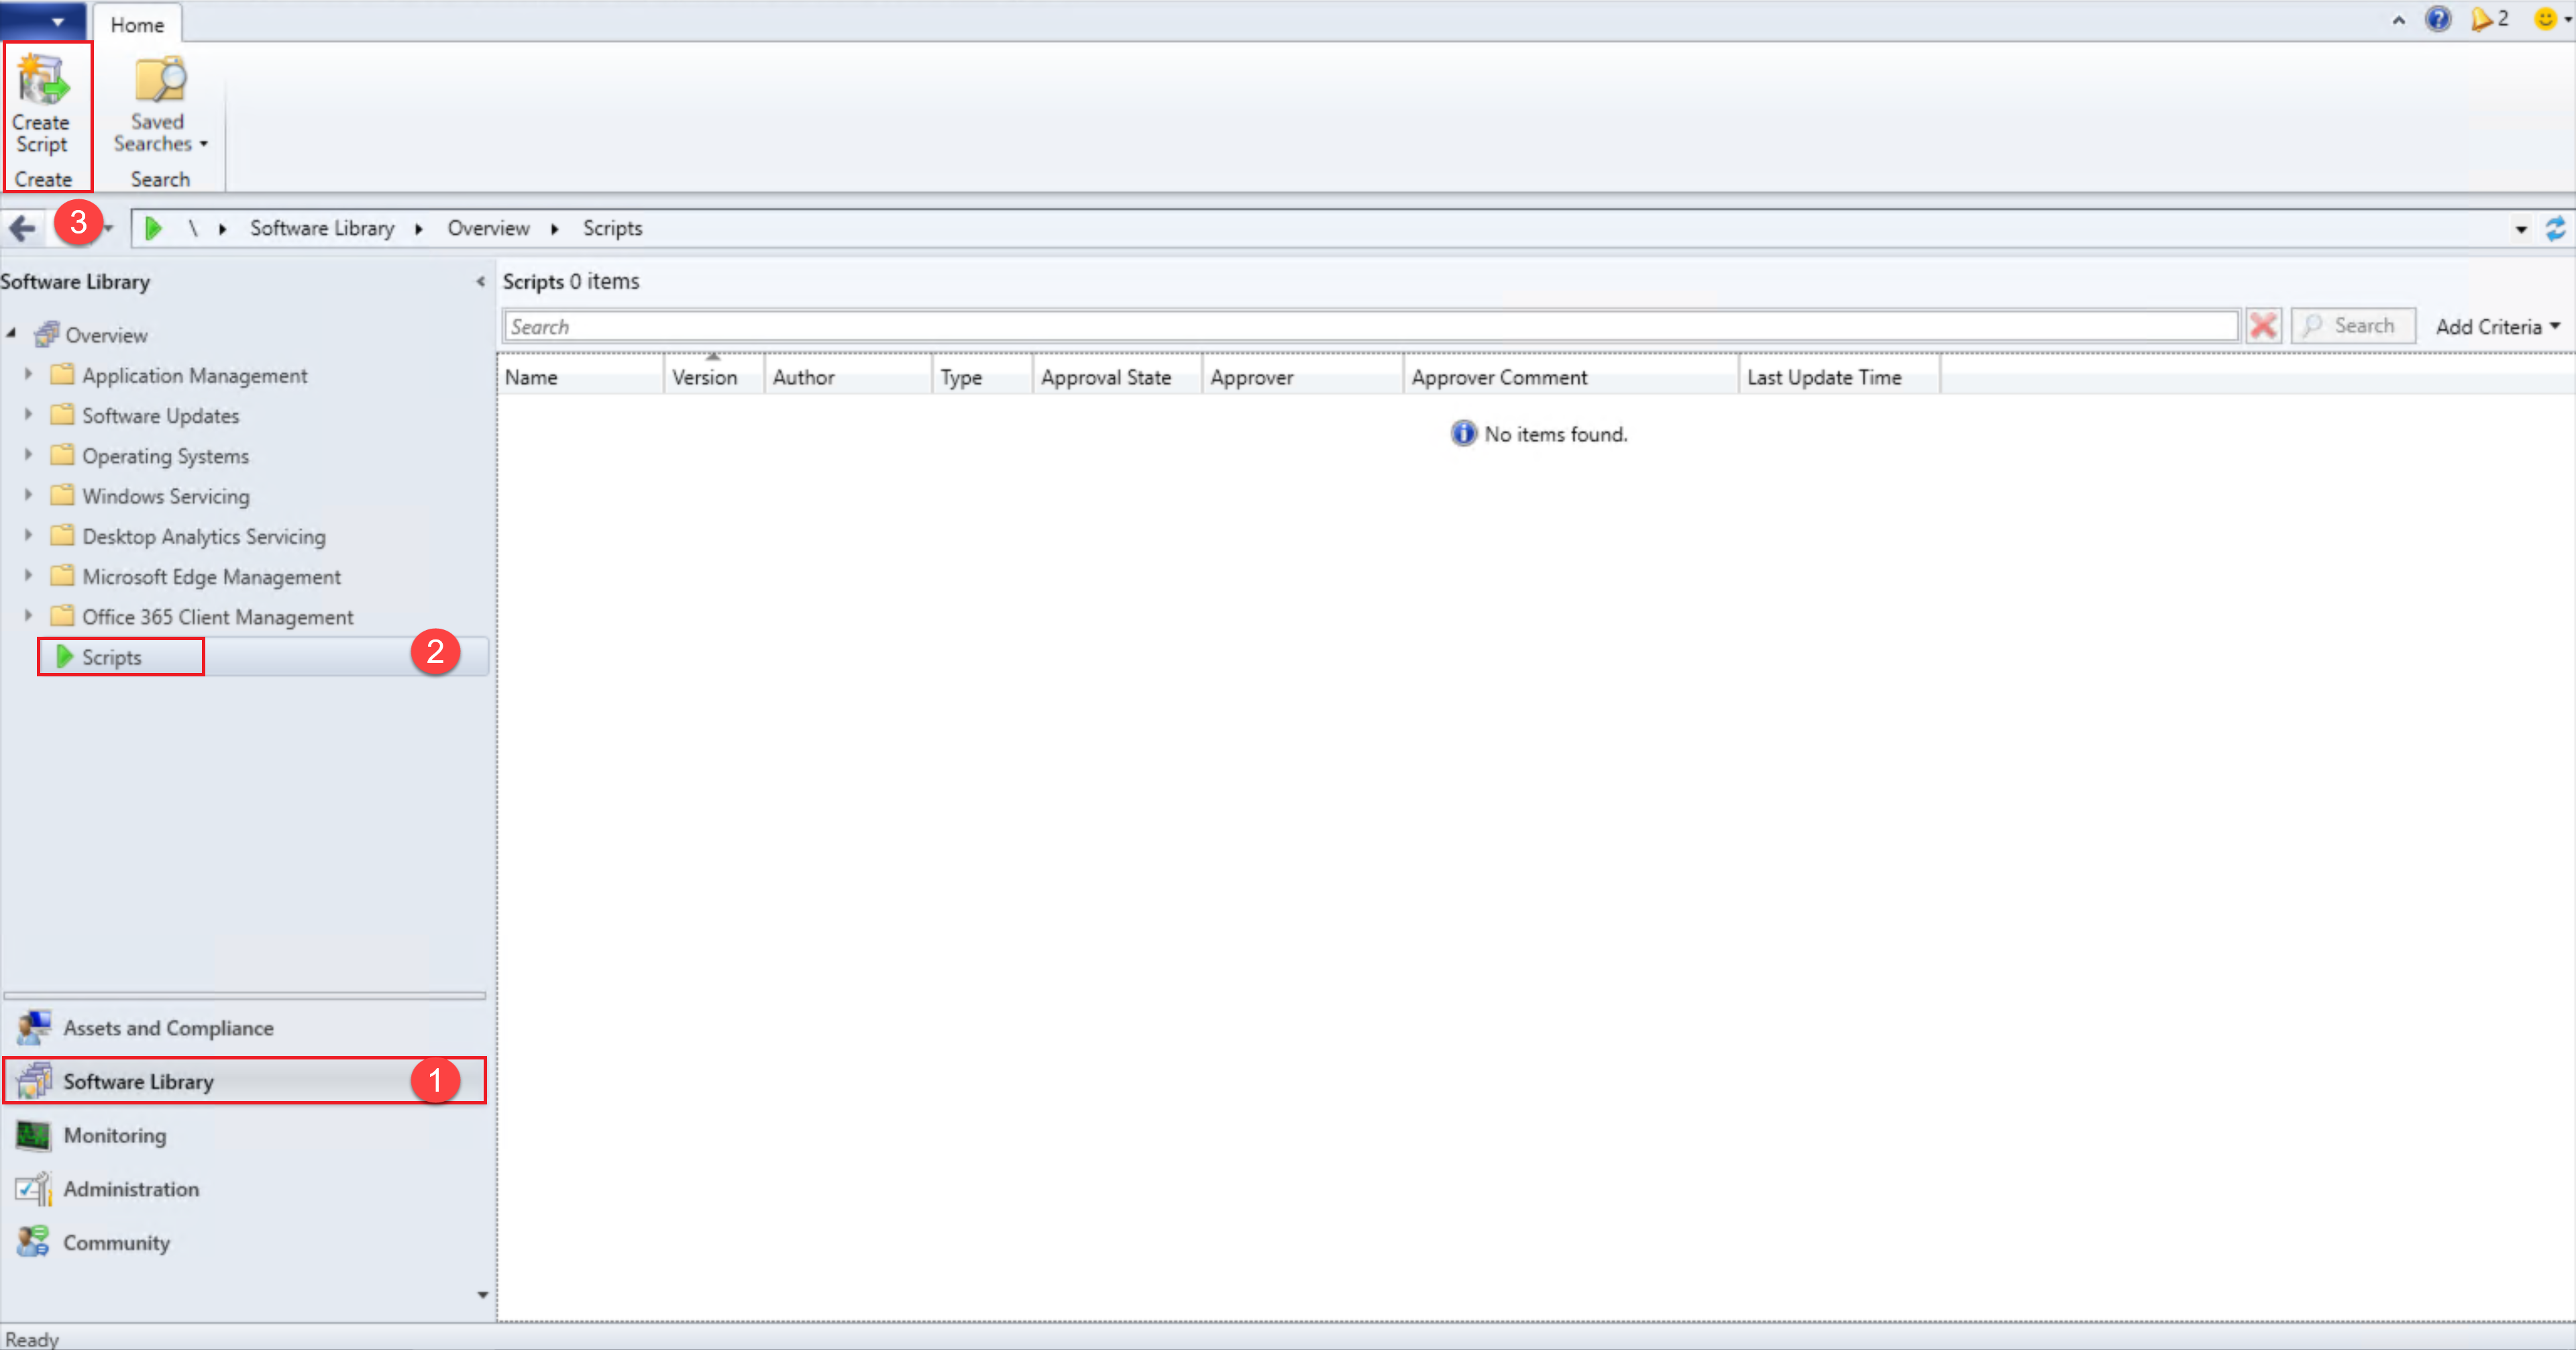 Home
2
Create
Script
Saved
Searches
Create
Search
3
\ Software Library Overview Scripts
Software Library
Scripts 0 items
Search
Search
Add Criteria
Overview
Application Management
Software Updates
Operating Systems
Windows Servicing
Desktop Analytics Servicing
Microsoft Edge Management
Office 365 Client Management
Scripts
2
Name Version Author Type Approval State Approver Approver Comment Last Update Time
No items found.
Assets and Compliance
Software Library
1
Monitoring
Administration
Community
Ready